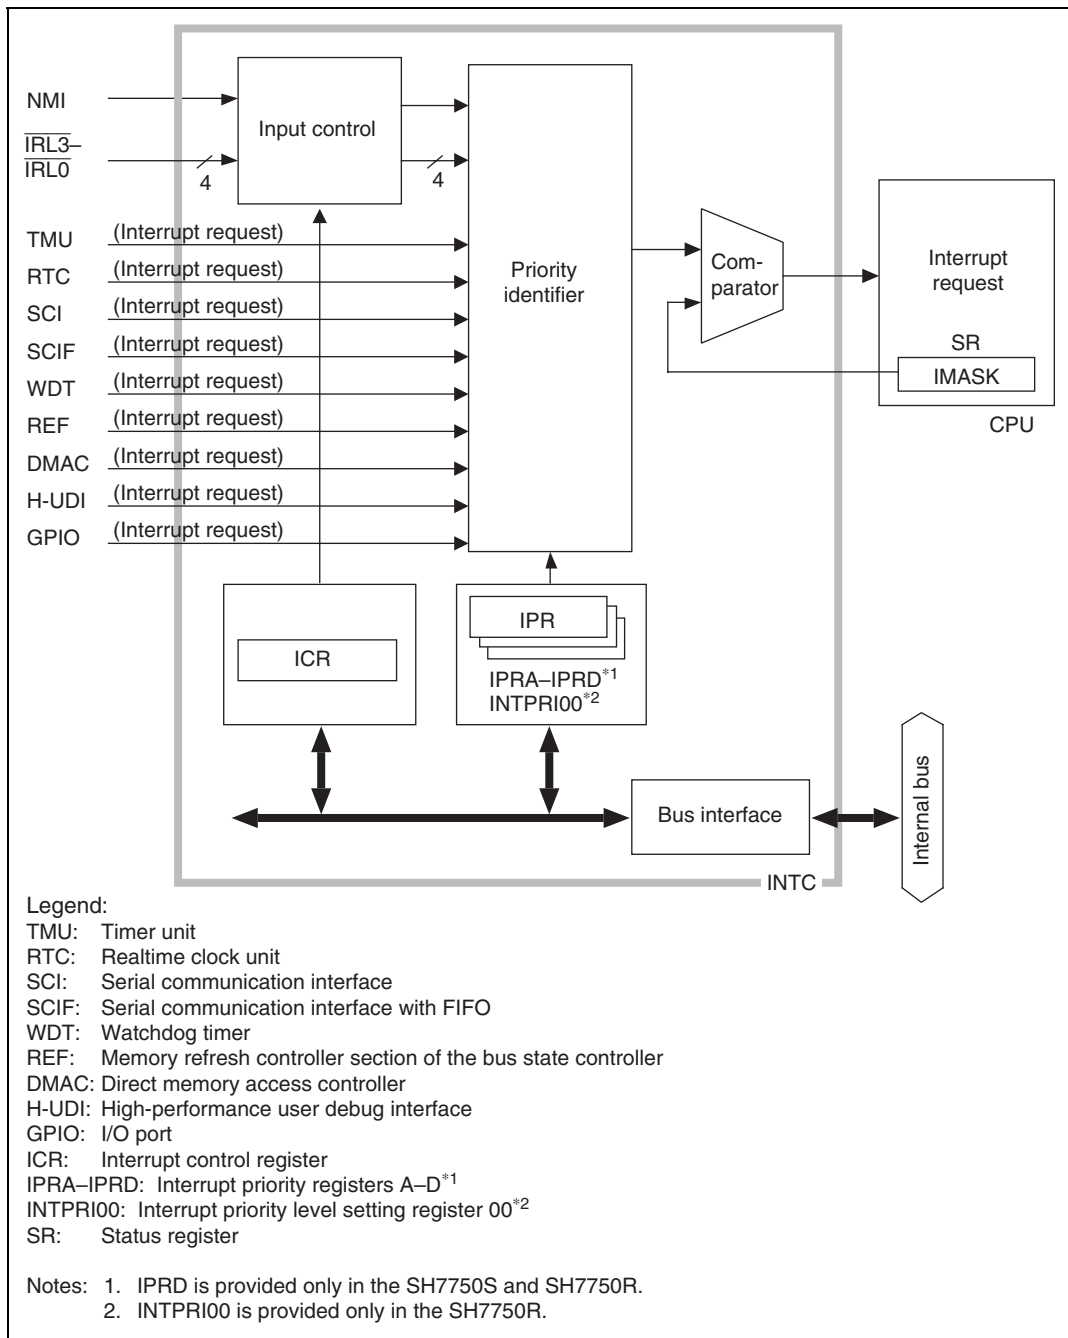 NMI
IRL3–
IRL0
4
Input control
4
TMU (Interrupt request)
RTC (Interrupt request)
SCI (Interrupt request)
SCIF (Interrupt request)
WDT (Interrupt request)
REF (Interrupt request)
DMAC (Interrupt request)
H-UDI (Interrupt request)
GPIO (Interrupt request)
Priority
identifier
Com-
parator
Interrupt
request
SR
IMASK
CPU
ICR
IPR
IPRA–IPRD*1
INTPRI00*2
Bus interface
Internal bus
INTC
Legend:
TMU: Timer unit
RTC: Realtime clock unit
SCI: Serial communication interface
SCIF: Serial communication interface with FIFO
WDT: Watchdog timer
REF: Memory refresh controller section of the bus state controller
DMAC: Direct memory access controller
H-UDI: High-performance user debug interface
GPIO: I/O port
ICR: Interrupt control register
IPRA–IPRD: Interrupt priority registers A–D*1
INTPRI00: Interrupt priority level setting register 00*2
SR: Status register
Notes: 1. IPRD is provided only in the SH7750S and SH7750R.
2. INTPRI00 is provided only in the SH7750R.